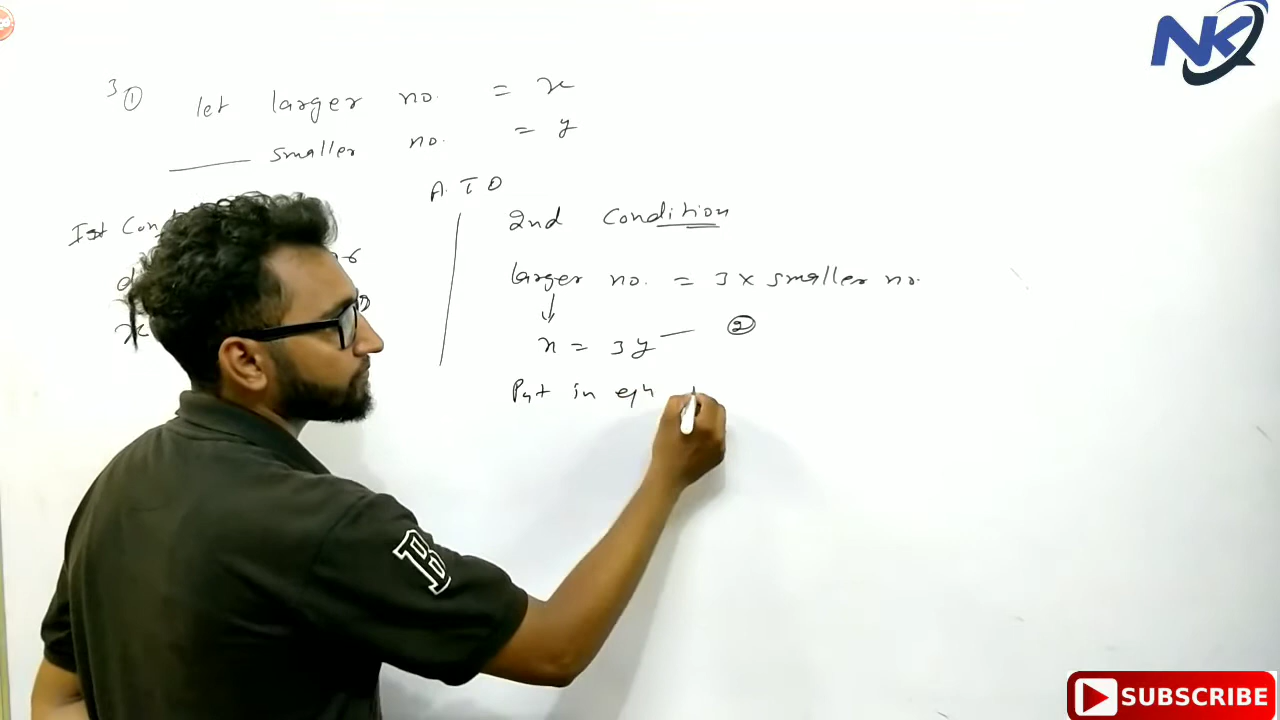 NK
3 ① let larger no. = x
smaller no. = y
A. T Q
Ist Con
2nd Condition
larger no. = 3 x smaller no.
x = 3y — ②
x
Put in eqn
B
SUBSCRIBE